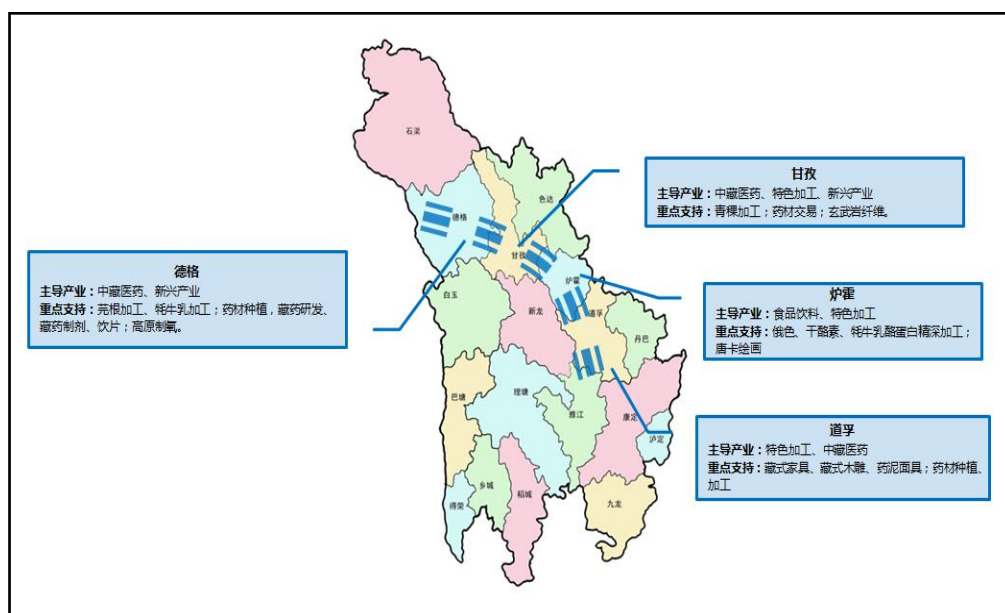 石渠
德格
色达
甘孜
炉霍
白玉
新龙
道孚
丹巴
巴塘
理塘
雅江
康定
泸定
乡城
稻城
得荣
九龙
甘孜
主导产业：中藏医药、特色加工、新兴产业
重点支持：青稞加工；药材交易；玄武岩纤维。
德格
主导产业：中藏医药、新兴产业
重点支持：芫根加工、牦牛乳加工；药材种植，藏药研发、
藏药制剂、饮片；高原制氧。
炉霍
主导产业：食品饮料、特色加工
重点支持：俄色、干酪素、牦牛乳酪蛋白精深加工；
唐卡绘画
道孚
主导产业：特色加工、中藏医药
重点支持：藏式家具、藏式木雕、药泥面具；药材种植、
加工